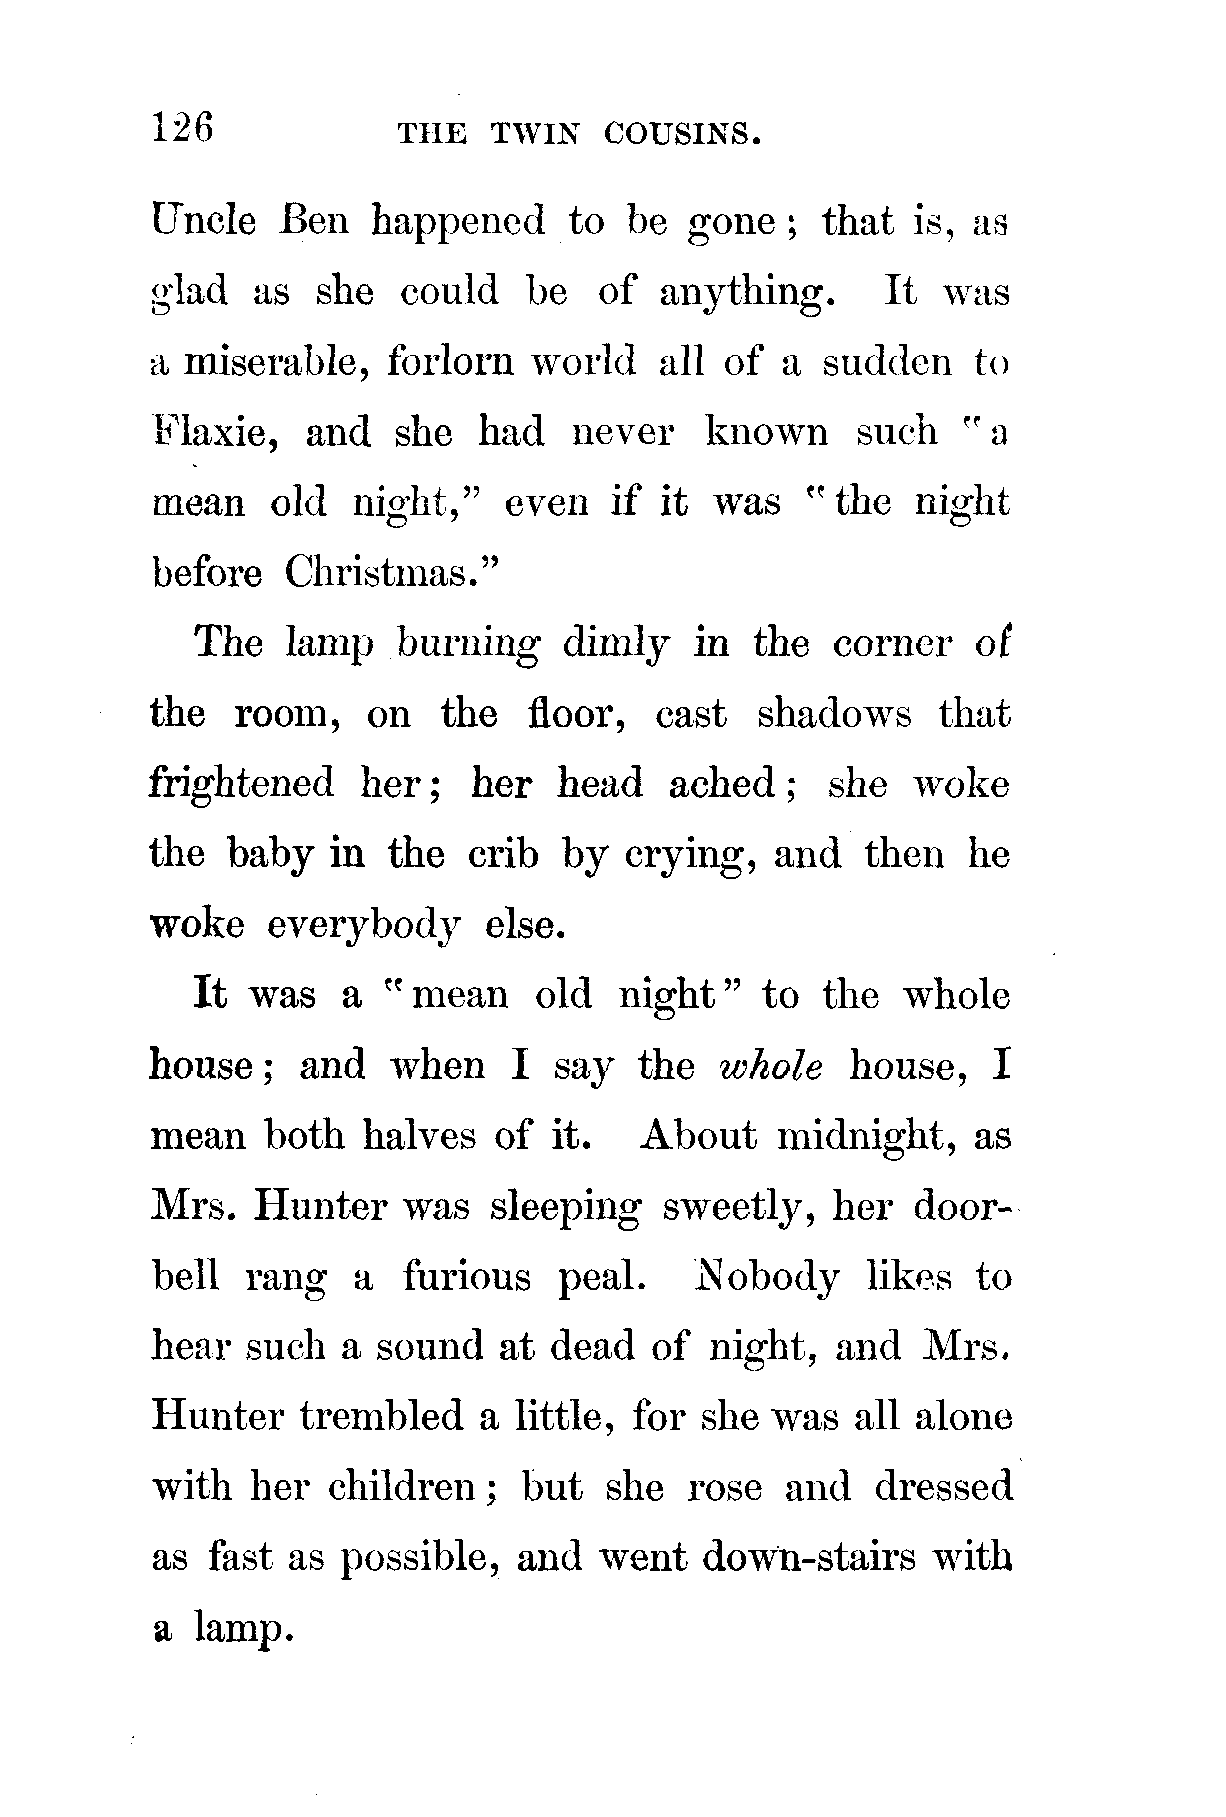 126 THE TWIN COUSINS.
Uncle Ben happened to be gone; that is, as
glad as she could be of anything. It was
a miserable, forlorn world all of a sudden to
Flaxie, and she had never known such "a
mean old night," even if it was "the night
before Christmas."
The lamp burning dimly in the corner of
the room, on the floor, cast shadows that
frightened her; her head ached; she woke
the baby in the crib by crying, and then he
woke everybody else.
It was a "mean old night" to the whole
house; and when I say the whole house, I
mean both halves of it. About midnight, as
Mrs. Hunter was sleeping sweetly, her door-
bell rang a furious peal. Nobody likes to
hear such a sound at dead of night, and Mrs.
Hunter trembled a little, for she was all alone
with her children; but she rose and dressed
as fast as possible, and went down-stairs with
a lamp.